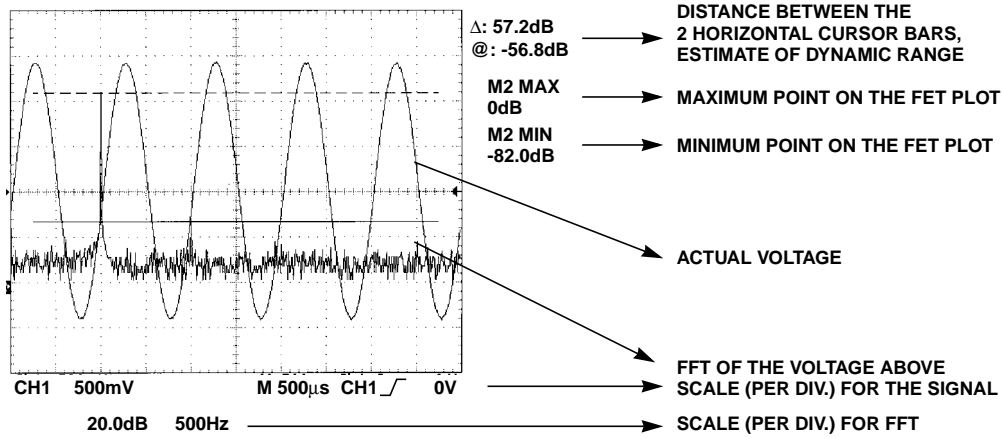 Δ: 57.2dB
@: -56.8dB
DISTANCE BETWEEN THE
2 HORIZONTAL CURSOR BARS,
ESTIMATE OF DYNAMIC RANGE
M2 MAX
0dB
MAXIMUM POINT ON THE FET PLOT
M2 MIN
-82.0dB
MINIMUM POINT ON THE FET PLOT
ACTUAL VOLTAGE
FFT OF THE VOLTAGE ABOVE
CH1 500mV M 500µs CH1 0V
SCALE (PER DIV.) FOR THE SIGNAL
20.0dB 500Hz
SCALE (PER DIV.) FOR FFT